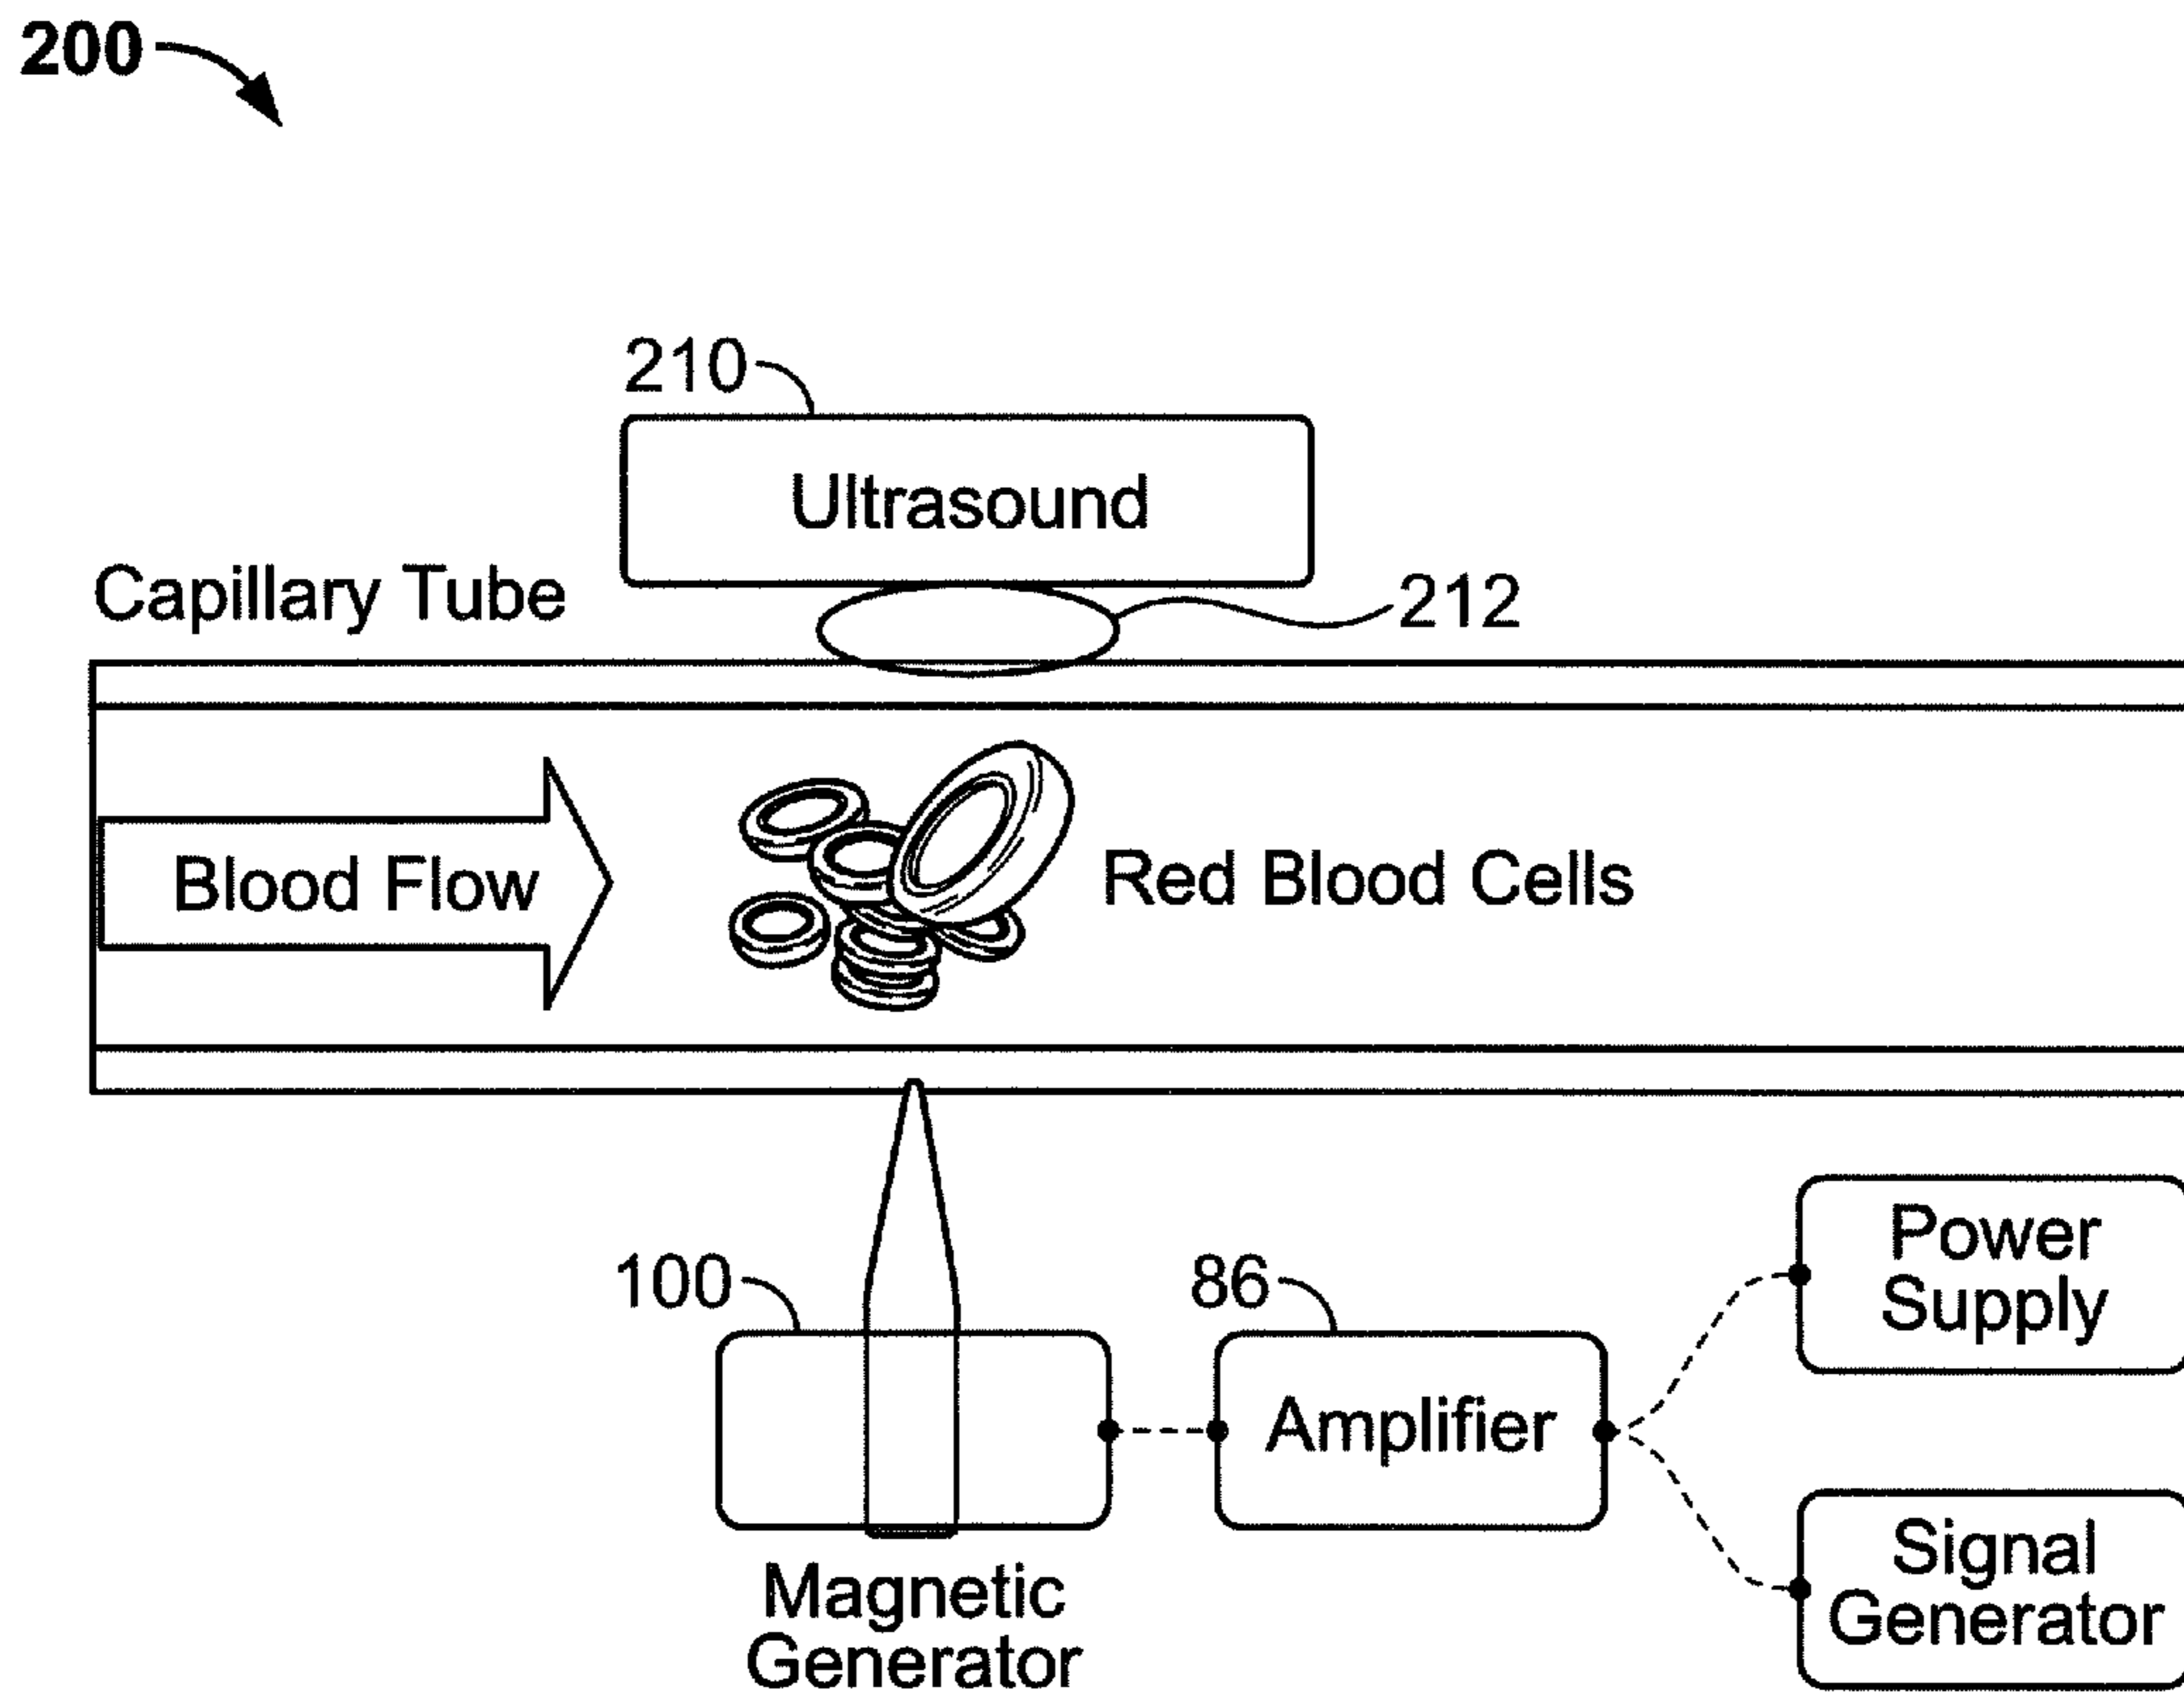 200
210
Ultrasound
Capillary Tube
212
Blood Flow
Red Blood Cells
100
86
Power
Supply
Amplifier
Signal
Generator
Magnetic
Generator